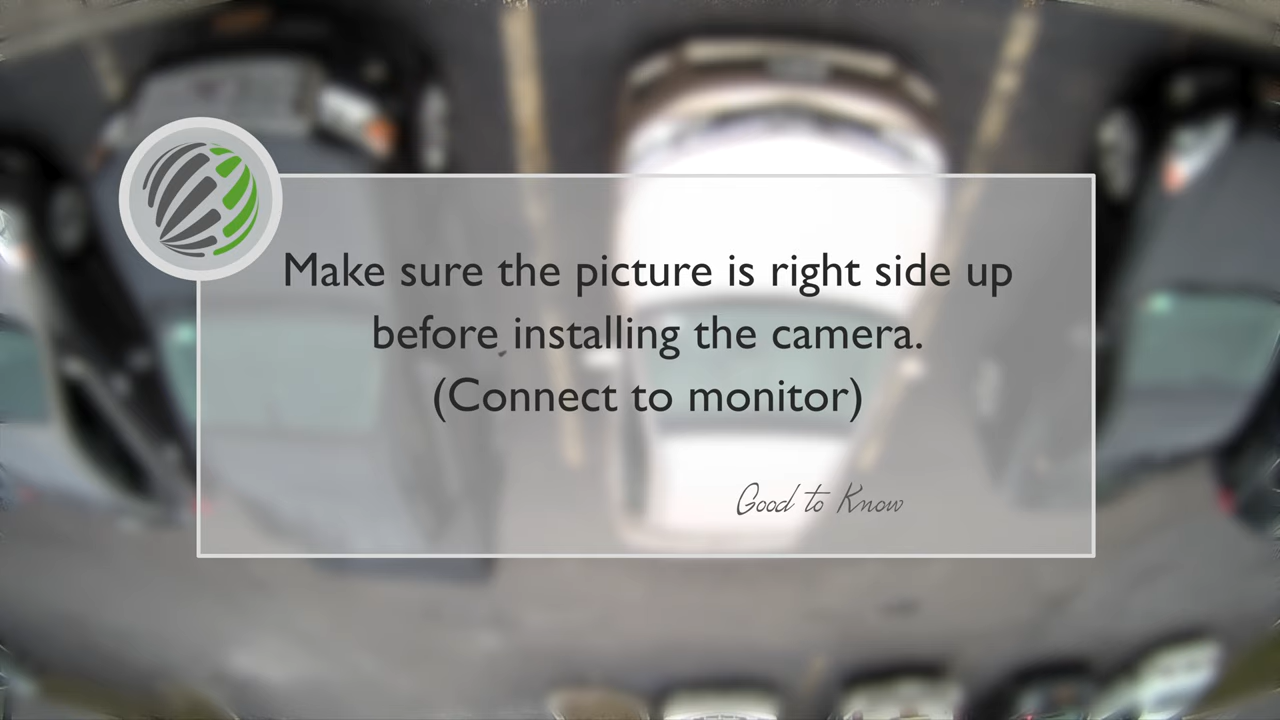 Make sure the picture is right side up
before installing the camera.
(Connect to monitor)
Good to Know